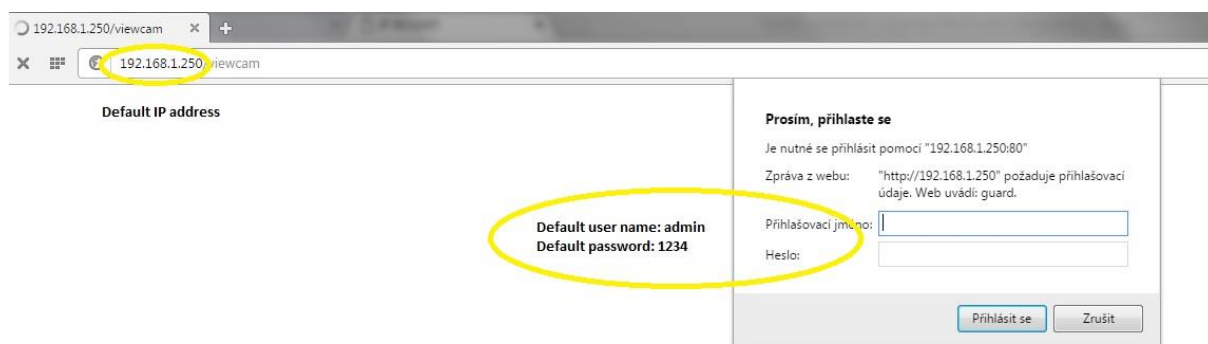 192.168.1.250/viewcam
192.168.1.250/viewcam
Default IP address
Prosím, přihlaste se
Je nutné se přihlásit pomocí "192.168.1.250:80"
Zpráva z webu: "http://192.168.1.250" požaduje přihlašovací
údaje. Web uvádí: guard.
Default user name: admin
Default password: 1234
Přihlašovací jméno:
Heslo:
Přihlásit se Zrušit